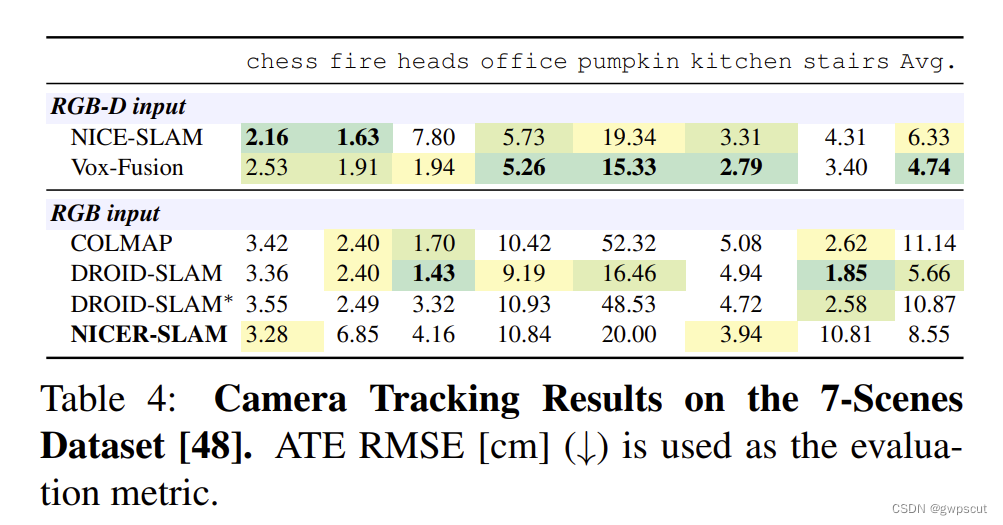 chess fire heads office pumpkin kitchen stairs Avg.
RGB-D input
NICE-SLAM 2.16 1.63 7.80 5.73 19.34 3.31 4.31 6.33
Vox-Fusion 2.53 1.91 1.94 5.26 15.33 2.79 3.40 4.74
RGB input
COLMAP 3.42 2.40 1.70 10.42 52.32 5.08 2.62 11.14
DROID-SLAM 3.36 2.40 1.43 9.19 16.46 4.94 1.85 5.66
DROID-SLAM* 3.55 2.49 3.32 10.93 48.53 4.72 2.58 10.87
NICER-SLAM 3.28 6.85 4.16 10.84 20.00 3.94 10.81 8.55
Table 4: Camera Tracking Results on the 7-Scenes
Dataset [48]. ATE RMSE [cm] (↓) is used as the evalua-
tion metric.
CSDN @gwpscut